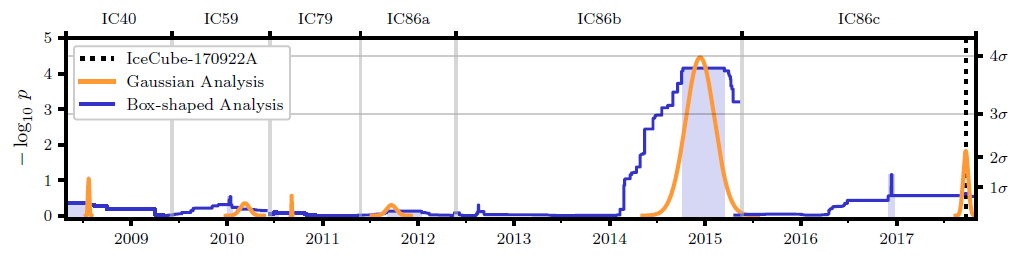 IC40 IC59 IC79 IC86a IC86b IC86c
− log₁₀ p
5
4
3
2
1
0
IceCube-170922A
Gaussian Analysis
Box-shaped Analysis
4σ
3σ
2σ
1σ
2009 2010 2011 2012 2013 2014 2015 2016 2017